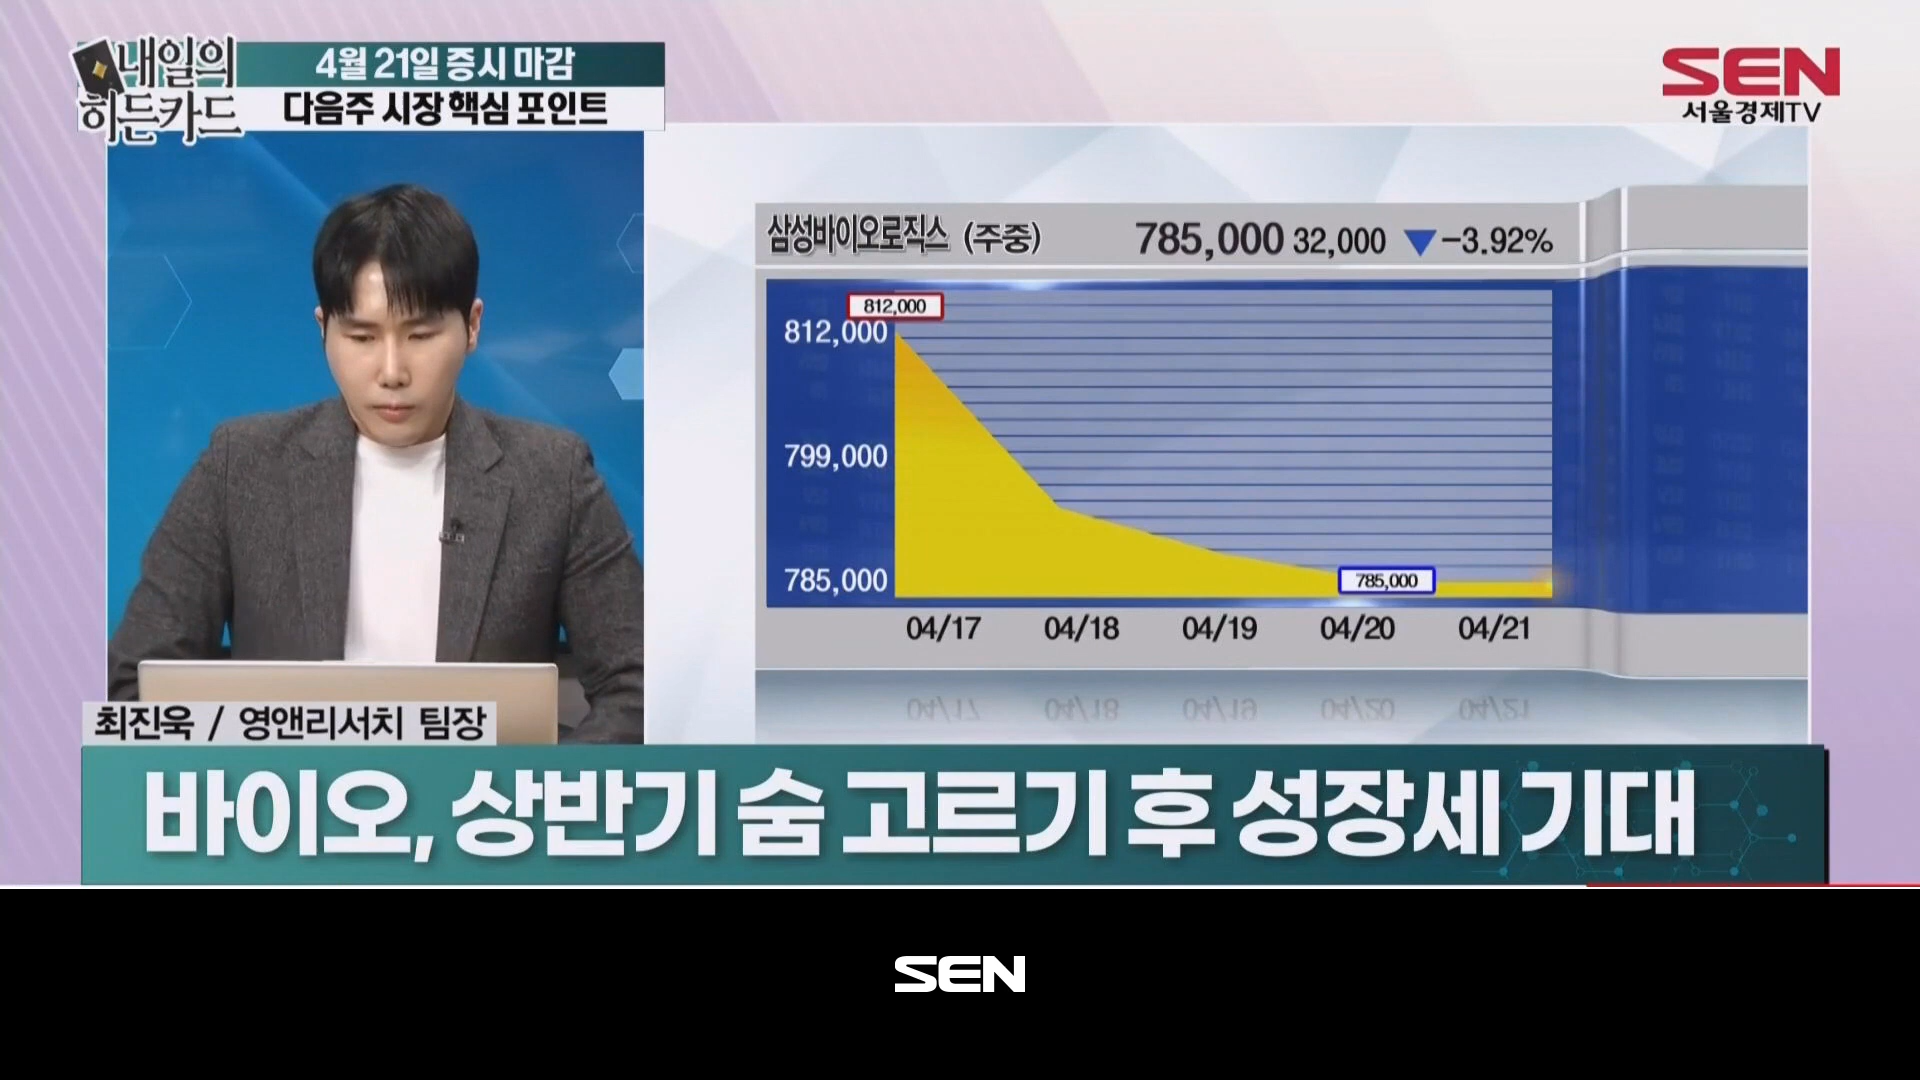 내일의
히든카드
4월 21일 증시 마감
다음주 시장 핵심 포인트
SEN
서울경제TV
삼성바이오로직스 (주중) 785,000 32,000 ▼ -3.92%
812,000
812,000
799,000
785,000
785,000
04/17 04/18 04/19 04/20 04/21
최진욱 / 영앤리서치 팀장
바이오, 상반기 숨 고르기 후 성장세 기대
SEN